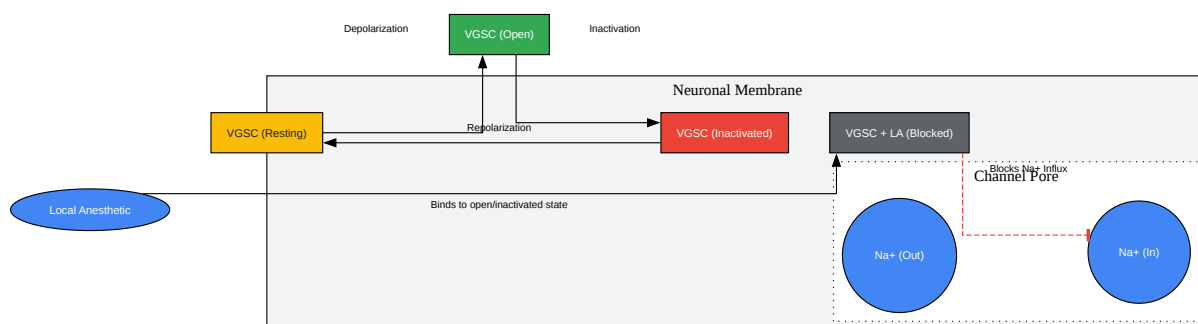 Depolarization
VGSC (Open)
Inactivation
Neuronal Membrane
VGSC (Resting)
Repolarization
VGSC (Inactivated)
VGSC + LA (Blocked)
Blocks Na+ Influx
Channel Pore
Local Anesthetic
Binds to open/inactivated state
Na+ (Out)
Na+ (In)